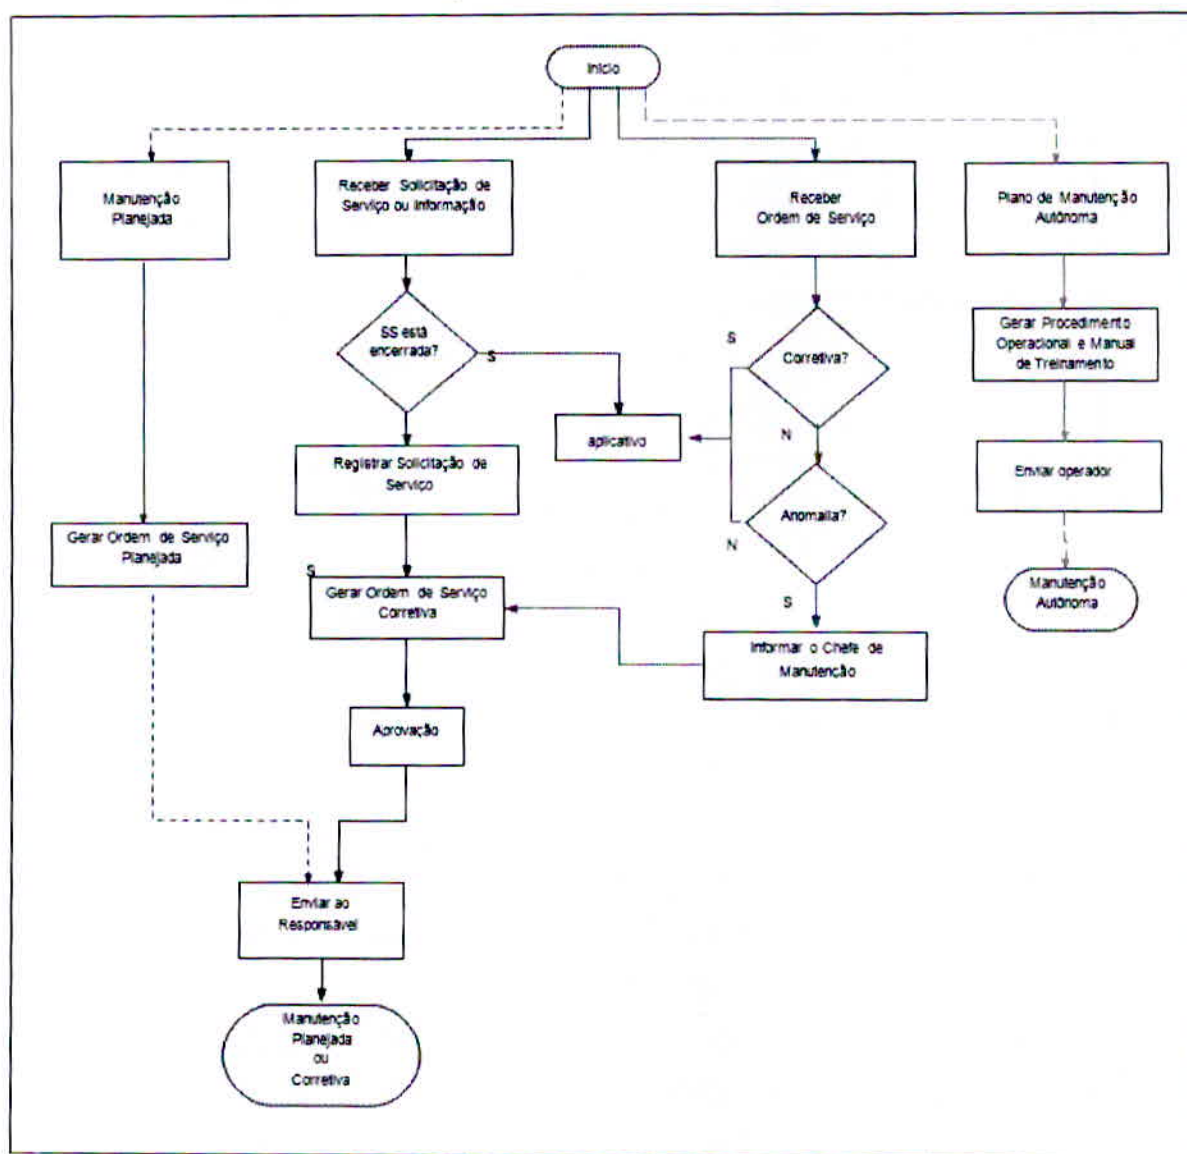 Início
Manutenção
Planejada
Receber Solicitação de
Serviço ou Informação
Receber
Ordem de Serviço
Plano de Manutenção
Autônoma
SS está
encerrada?
S
S
Corretiva?
Gerar Procedimento
Operacional e Manual
de Treinamento
aplicativo
N
Registrar Solicitação de
Serviço
Enviar operador
Anomalia?
N
Gerar Ordem de Serviço
Planejada
S
Gerar Ordem de Serviço
Corretiva
S
Manutenção
Autônoma
Informar o Chefe de
Manutenção
Aprovação
Enviar ao
Responsável
Manutenção
Planejada
ou
Corretiva